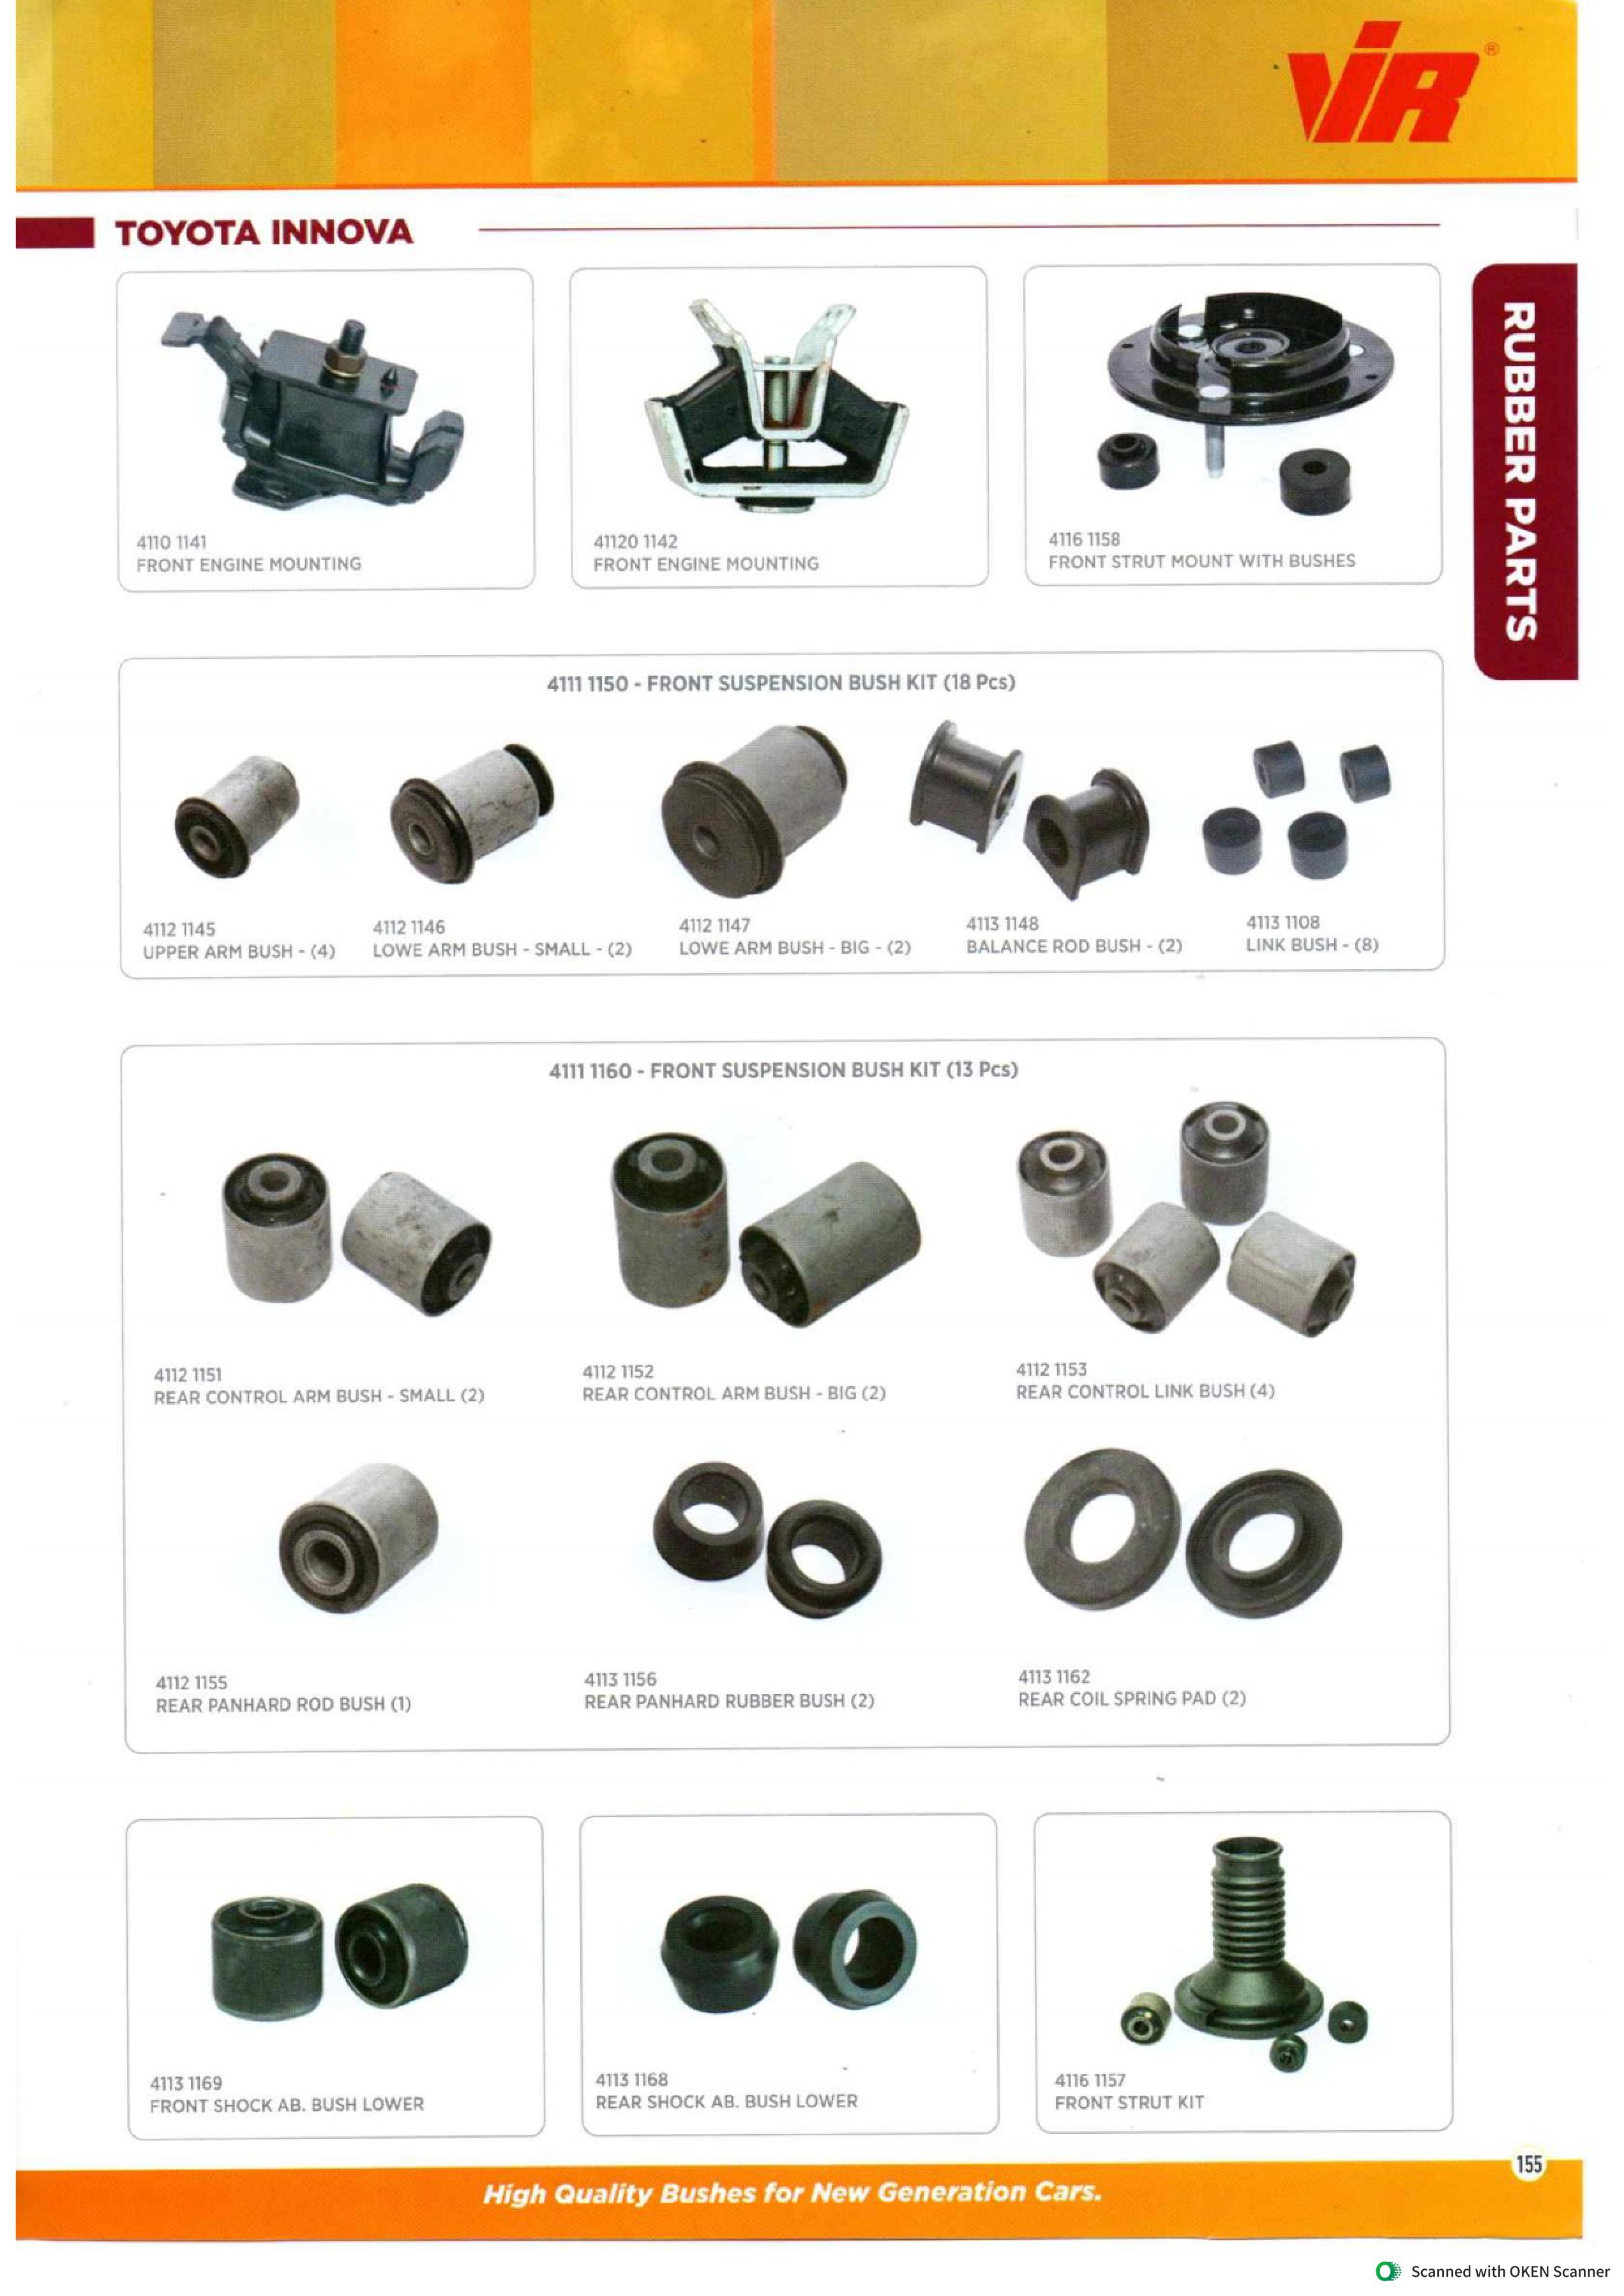 ViR®
TOYOTA INNOVA
RUBBER PARTS
4110 1141
FRONT ENGINE MOUNTING
41120 1142
FRONT ENGINE MOUNTING
4116 1158
FRONT STRUT MOUNT WITH BUSHES
4111 1150 - FRONT SUSPENSION BUSH KIT (18 Pcs)
4112 1145
UPPER ARM BUSH - (4)
4112 1146
LOWE ARM BUSH - SMALL - (2)
4112 1147
LOWE ARM BUSH - BIG - (2)
4113 1148
BALANCE ROD BUSH - (2)
4113 1108
LINK BUSH - (8)
4111 1160 - FRONT SUSPENSION BUSH KIT (13 Pcs)
4112 1151
REAR CONTROL ARM BUSH - SMALL (2)
4112 1152
REAR CONTROL ARM BUSH - BIG (2)
4112 1153
REAR CONTROL LINK BUSH (4)
4112 1155
REAR PANHARD ROD BUSH (1)
4113 1156
REAR PANHARD RUBBER BUSH (2)
4113 1162
REAR COIL SPRING PAD (2)
4113 1169
FRONT SHOCK AB. BUSH LOWER
4113 1168
REAR SHOCK AB. BUSH LOWER
4116 1157
FRONT STRUT KIT
155
High Quality Bushes for New Generation Cars.
Scanned with OKEN Scanner